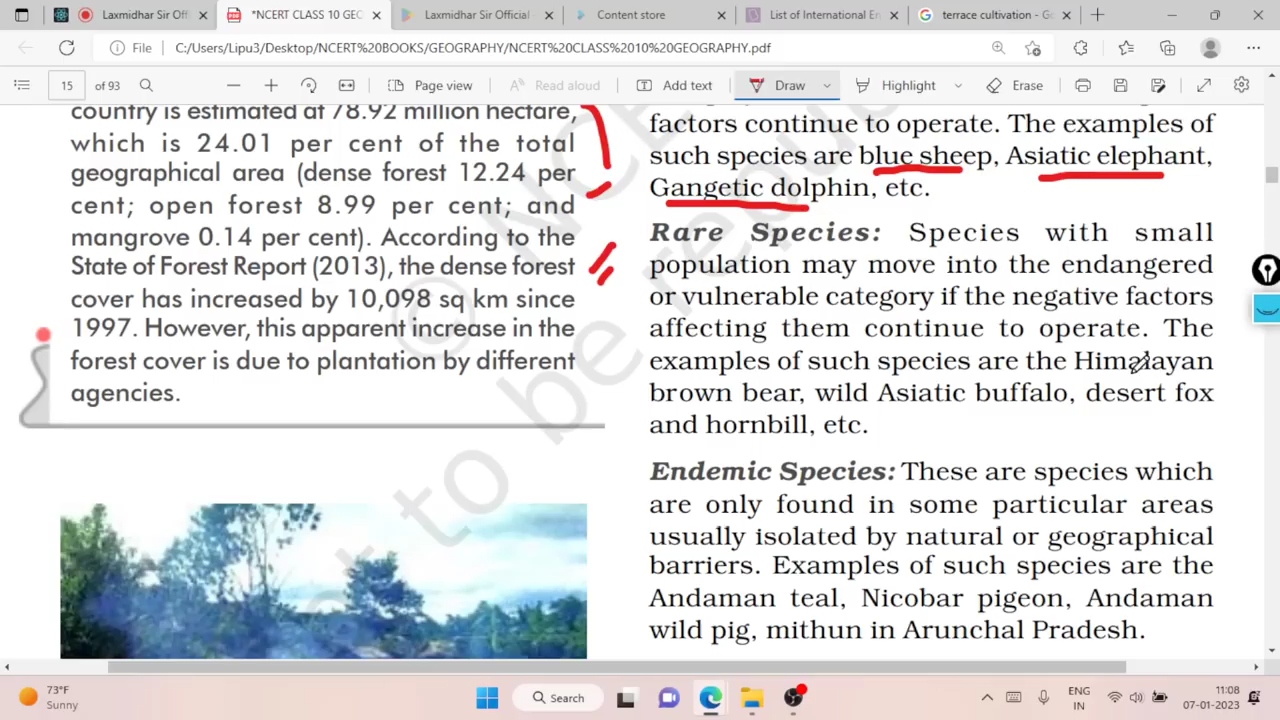 Laxmidhar Sir Offi
*NCERT CLASS 10 GEO
Laxmidhar Sir Official -
Content store
List of International En
terrace cultivation - Go
File
C:/Users/Lipu3/Desktop/NCERT%20BOOKS/GEOGRAPHY/NCERT%20CLASS%2010%20GEOGRAPHY.pdf
15 of 93
Page view
Read aloud
Add text
Draw
Highlight
Erase
country is estimated at 78.92 million hectare,
which is 24.01 per cent of the total
geographical area (dense forest 12.24 per
cent; open forest 8.99 per cent; and
mangrove 0.14 per cent). According to the
State of Forest Report (2013), the dense forest
cover has increased by 10,098 sq km since
1997. However, this apparent increase in the
forest cover is due to plantation by different
agencies.
factors continue to operate. The examples of
such species are blue sheep, Asiatic elephant,
Gangetic dolphin, etc.
Rare Species: Species with small
population may move into the endangered
or vulnerable category if the negative factors
affecting them continue to operate. The
examples of such species are the Himalayan
brown bear, wild Asiatic buffalo, desert fox
and hornbill, etc.
Endemic Species: These are species which
are only found in some particular areas
usually isolated by natural or geographical
barriers. Examples of such species are the
Andaman teal, Nicobar pigeon, Andaman
wild pig, mithun in Arunchal Pradesh.
73°F
Sunny
Search
ENG
IN
11:08
07-01-2023